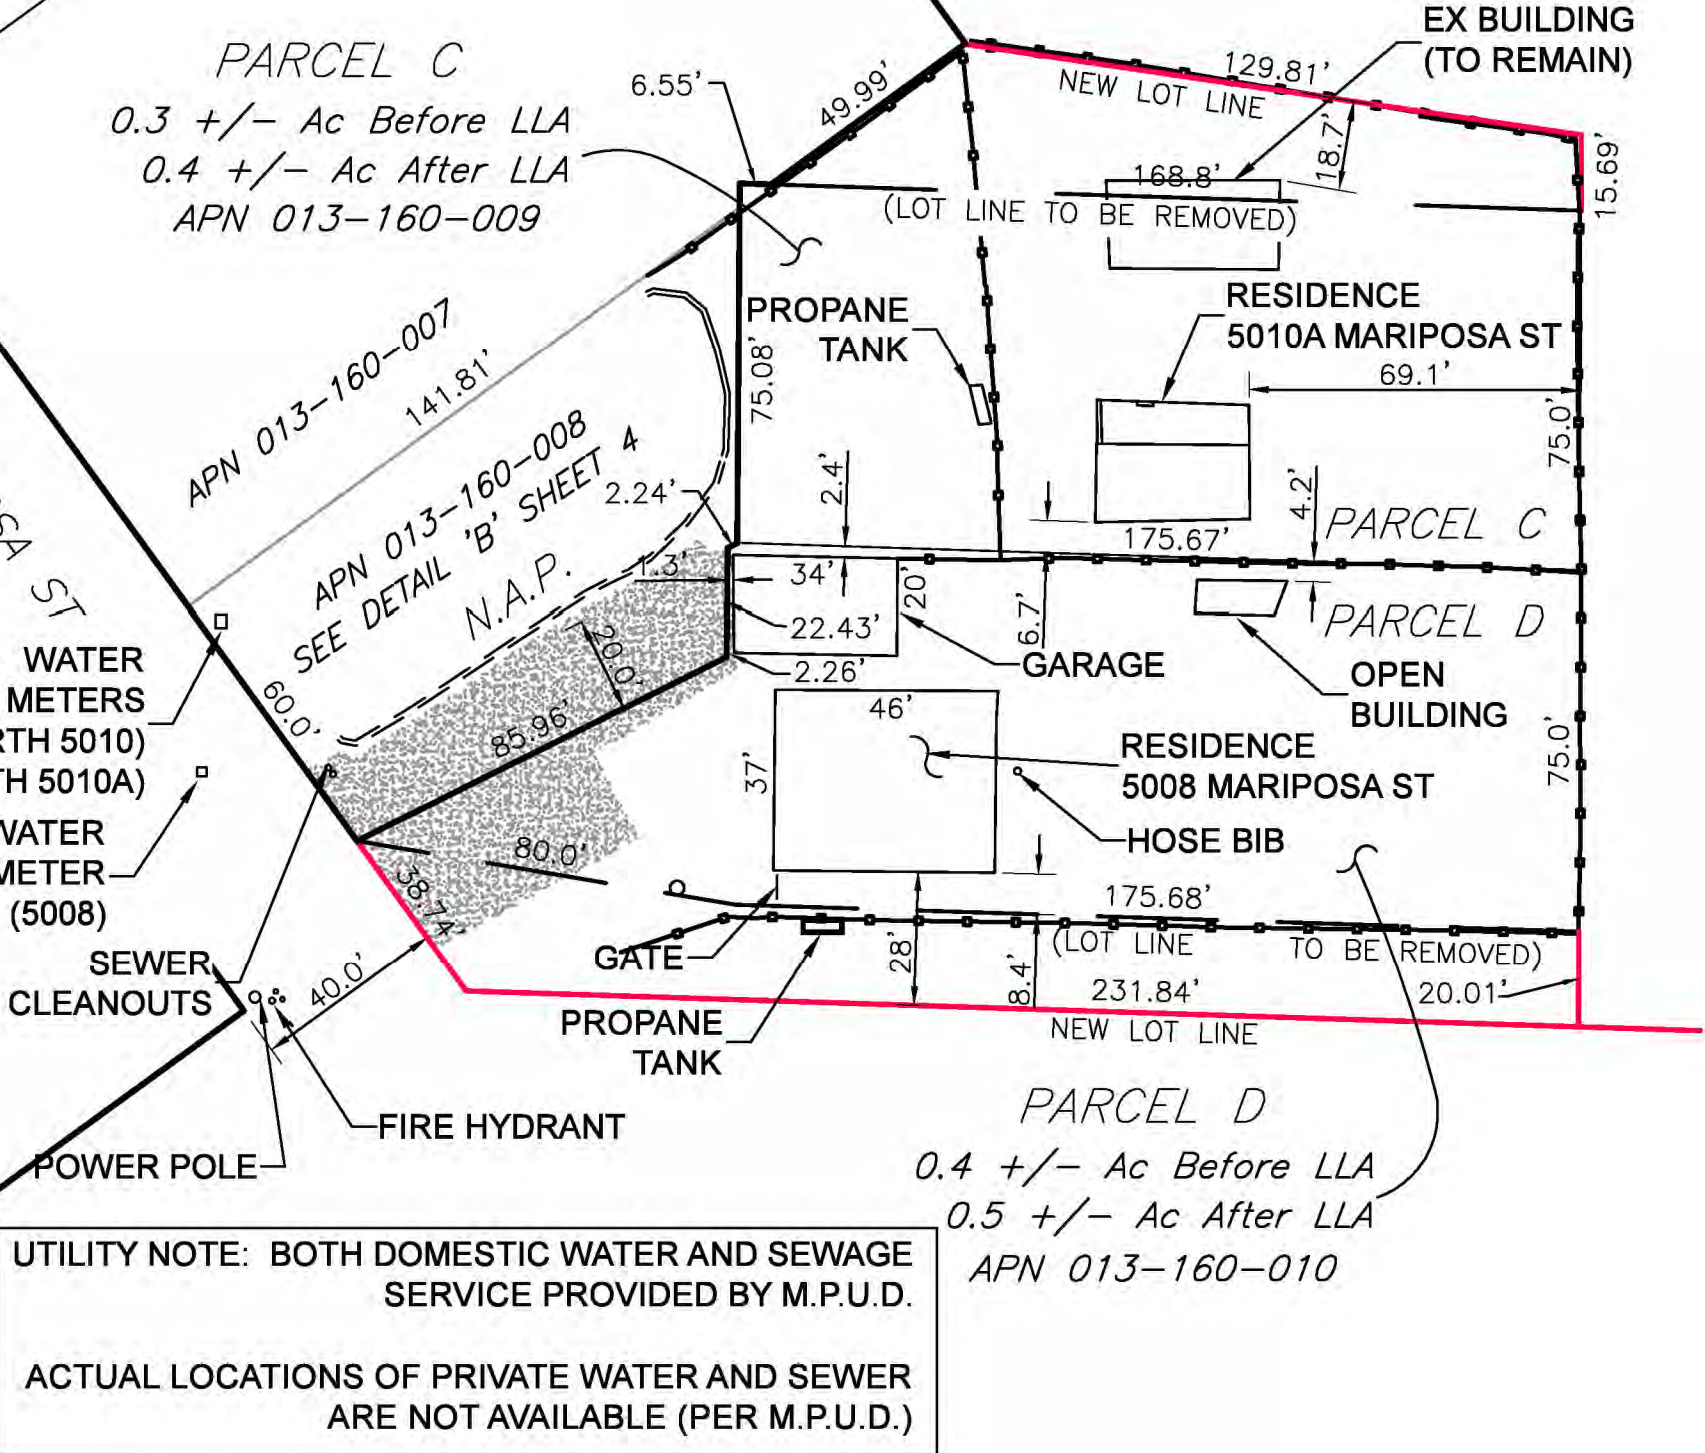 PARCEL C
0.3 +/- Ac Before LLA
0.4 +/- Ac After LLA
APN 013-160-009
6.55'
49.99'
129.81'
NEW LOT LINE
EX BUILDING
(TO REMAIN)
18.7'
15.69'
168.8'
(LOT LINE TO BE REMOVED)
PROPANE
TANK
RESIDENCE
5010A MARIPOSA ST
69.1'
75.0'
75.08'
APN 013-160-007
141.81'
APN 013-160-008
SEE DETAIL 'B' SHEET 4
N.A.P.
2.24'
2.4'
4.2'
PARCEL C
175.67'
1.3'
34'
20'
6.7'
22.43'
2.26'
GARAGE
PARCEL D
OPEN
BUILDING
SA ST
WATER
METERS
RTH 5010)
TH 5010A)
60.0'
20.0'
85.96'
46'
37'
RESIDENCE
5008 MARIPOSA ST
75.0'
HOSE BIB
WATER
METER
(5008)
80.0'
38.74'
175.68'
(LOT LINE TO BE REMOVED)
GATE
28'
8.4'
SEWER
CLEANOUTS
40.0'
231.84'
20.01'
NEW LOT LINE
PROPANE
TANK
FIRE HYDRANT
POWER POLE
PARCEL D
0.4 +/- Ac Before LLA
0.5 +/- Ac After LLA
APN 013-160-010
UTILITY NOTE: BOTH DOMESTIC WATER AND SEWAGE
SERVICE PROVIDED BY M.P.U.D.
ACTUAL LOCATIONS OF PRIVATE WATER AND SEWER
ARE NOT AVAILABLE (PER M.P.U.D.)